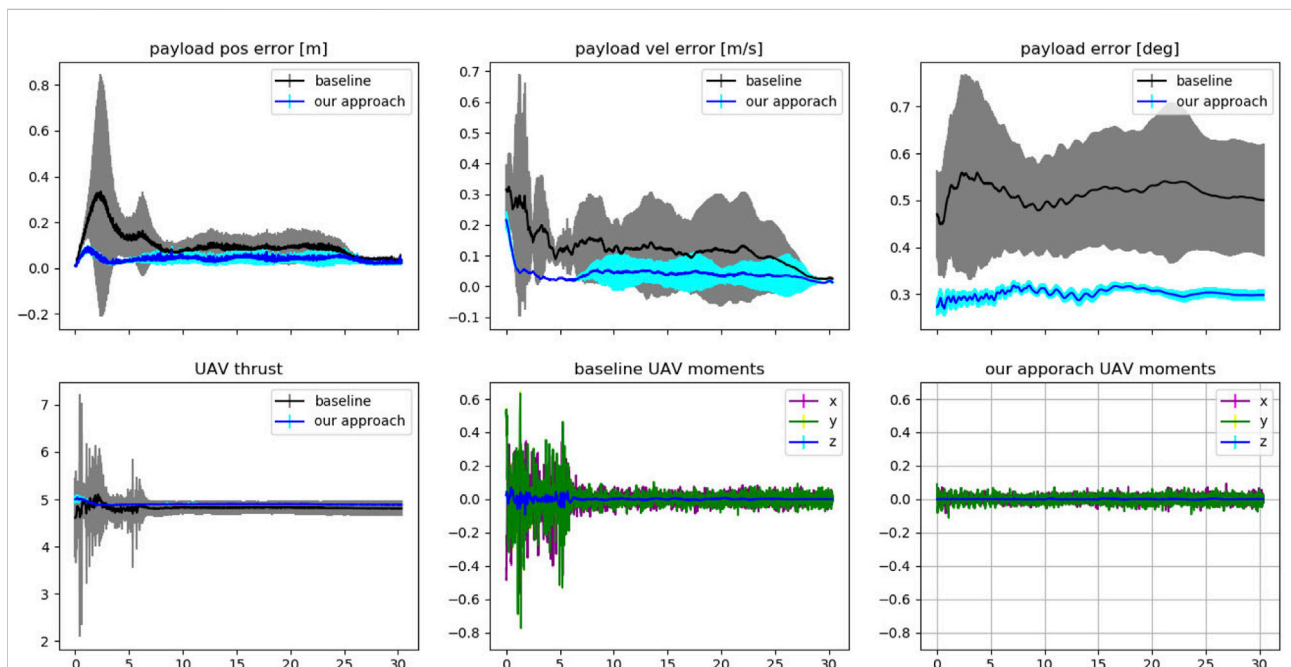 payload pos error [m]
baseline
our approach
0.8
0.6
0.4
0.2
0.0
−0.2
payload vel error [m/s]
baseline
our apporach
0.7
0.6
0.5
0.4
0.3
0.2
0.1
0.0
−0.1
payload error [deg]
baseline
our approach
0.7
0.6
0.5
0.4
0.3
UAV thrust
baseline
our approach
7
6
5
4
3
2
0 5 10 15 20 25 30
baseline UAV moments
x
y
z
0.6
0.4
0.2
0.0
−0.2
−0.4
−0.6
−0.8
0 5 10 15 20 25 30
our apporach UAV moments
x
y
z
0.6
0.4
0.2
0.0
−0.2
−0.4
−0.6
−0.8
0 5 10 15 20 25 30